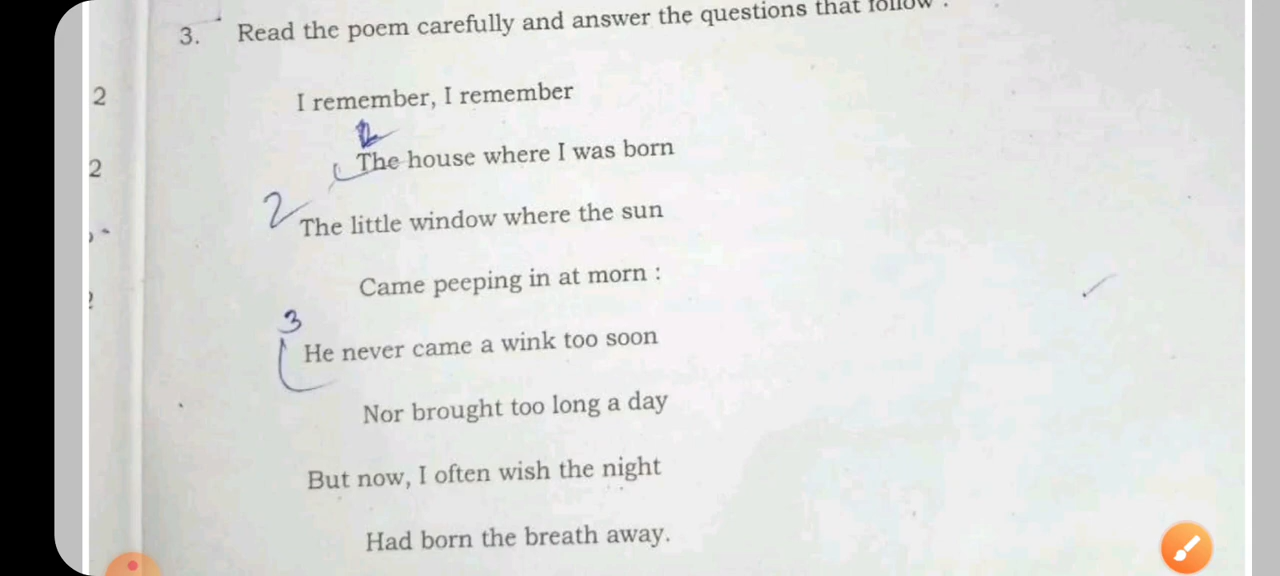 3. Read the poem carefully and answer the questions that follow :
2
I remember, I remember
2
The house where I was born
2
The little window where the sun
Came peeping in at morn :
3
He never came a wink too soon
Nor brought too long a day
But now, I often wish the night
Had born the breath away.